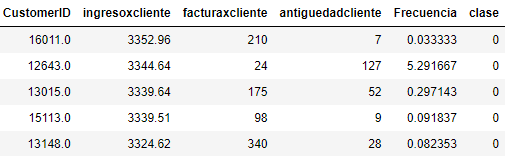 CustomerID ingresoxcliente facturaxcliente antiguedadcliente Frecuencia clase
16011.0 3352.96 210 7 0.033333 0
12643.0 3344.64 24 127 5.291667 0
13015.0 3339.64 175 52 0.297143 0
15113.0 3339.51 98 9 0.091837 0
13148.0 3324.62 340 28 0.082353 0